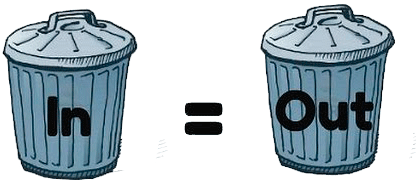 In = Out